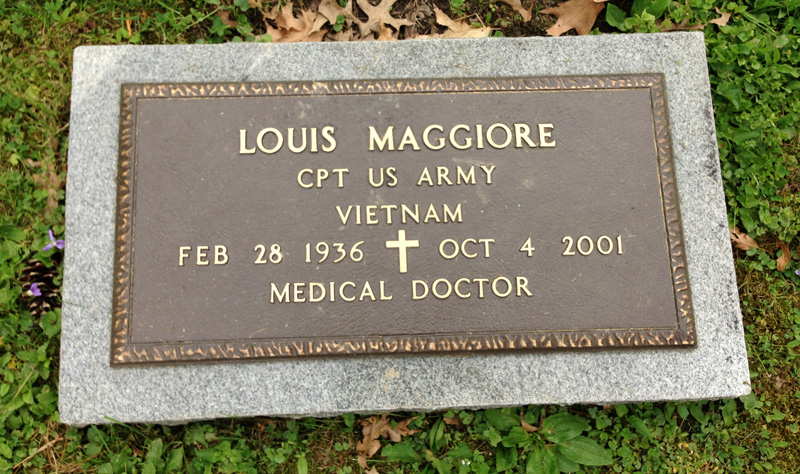 LOUIS MAGGIORE
CPT US ARMY
VIETNAM
FEB 28 1936 ✝ OCT 4 2001
MEDICAL DOCTOR